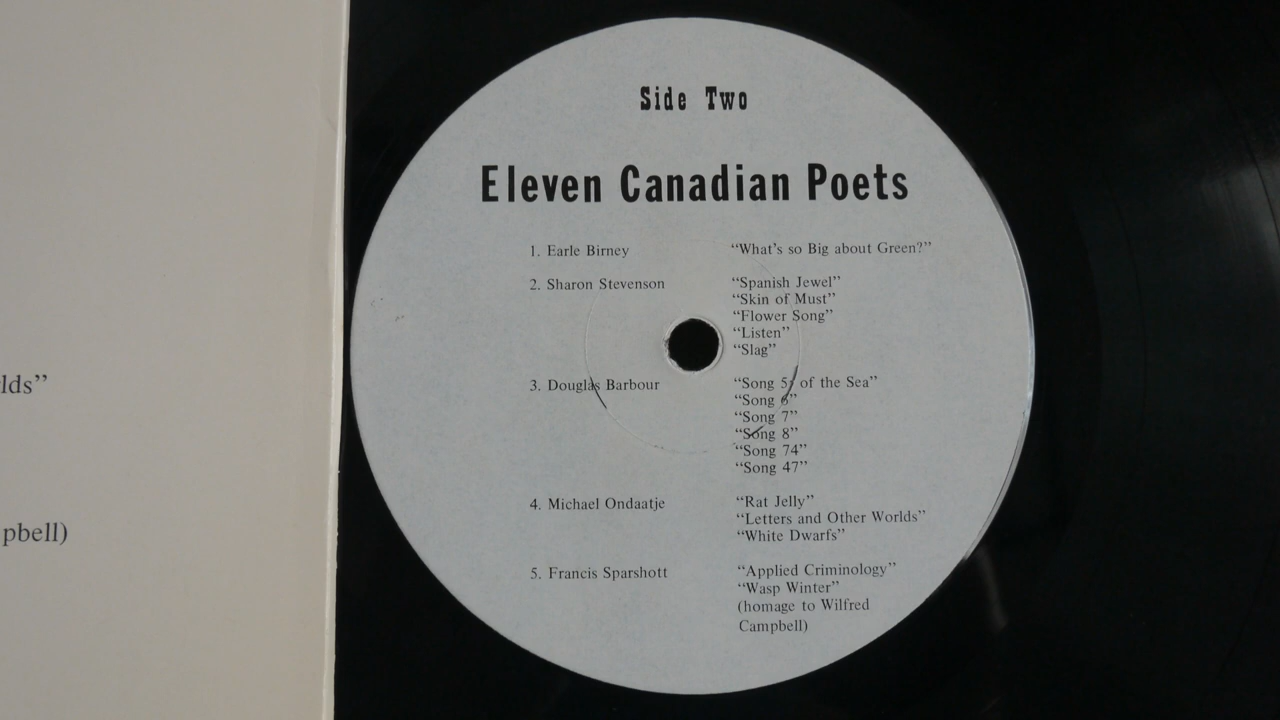 Side Two
Eleven Canadian Poets
1. Earle Birney “What’s so Big about Green?”
2. Sharon Stevenson “Spanish Jewel”
“Skin of Must”
“Flower Song”
“Listen”
“Slag”
3. Douglas Barbour “Song 5, of the Sea”
“Song 6”
“Song 7”
“Song 8”
“Song 74”
“Song 47”
4. Michael Ondaatje “Rat Jelly”
“Letters and Other Worlds”
“White Dwarfs”
5. Francis Sparshott “Applied Criminology”
“Wasp Winter”
(homage to Wilfred
Campbell)
lds”
pbell)